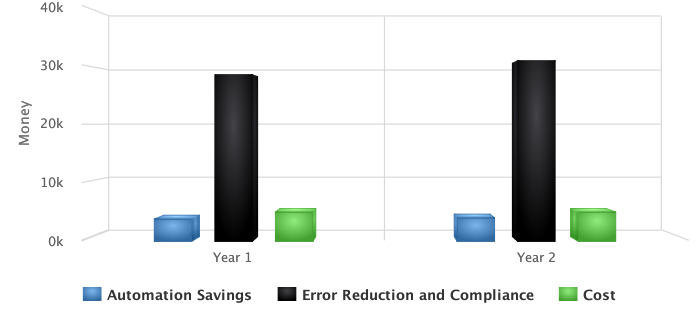 40k
30k
20k
10k
0k
Money
Year 1
Year 2
Automation Savings
Error Reduction and Compliance
Cost